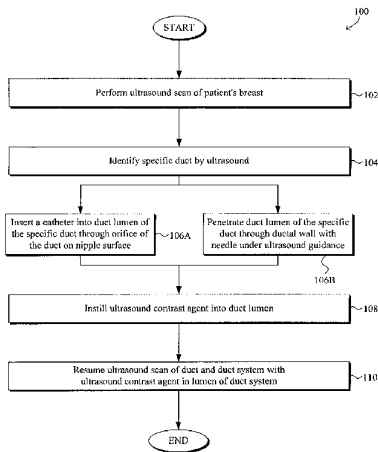 100
START
Perform ultrasound scan of patient's breast
102
Identify specific duct by ultrasound
104
Insert a catheter into duct lumen of
the specific duct through orifice of
the duct on nipple surface
106A
Penetrate duct lumen of the specific
duct through ductal wall with
needle under ultrasound guidance
106B
Instill ultrasound contrast agent into duct lumen
108
Resume ultrasound scan of duct and duct system with
ultrasound contrast agent in lumen of duct system
110
END